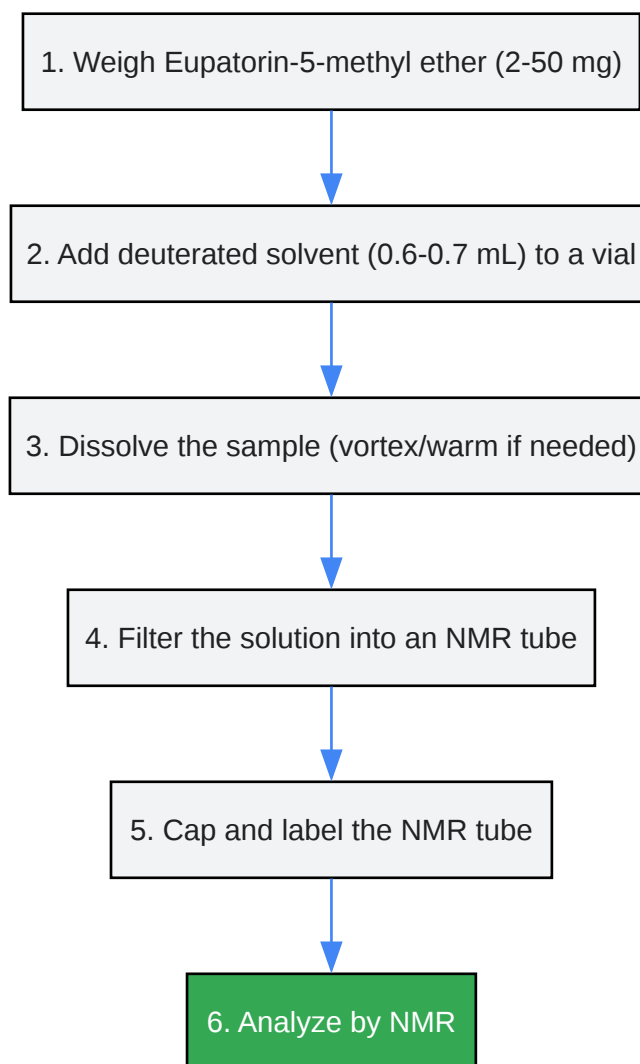 1. Weigh Eupatorin-5-methyl ether (2-50 mg)
2. Add deuterated solvent (0.6-0.7 mL) to a vial
3. Dissolve the sample (vortex/warm if needed)
4. Filter the solution into an NMR tube
5. Cap and label the NMR tube
6. Analyze by NMR